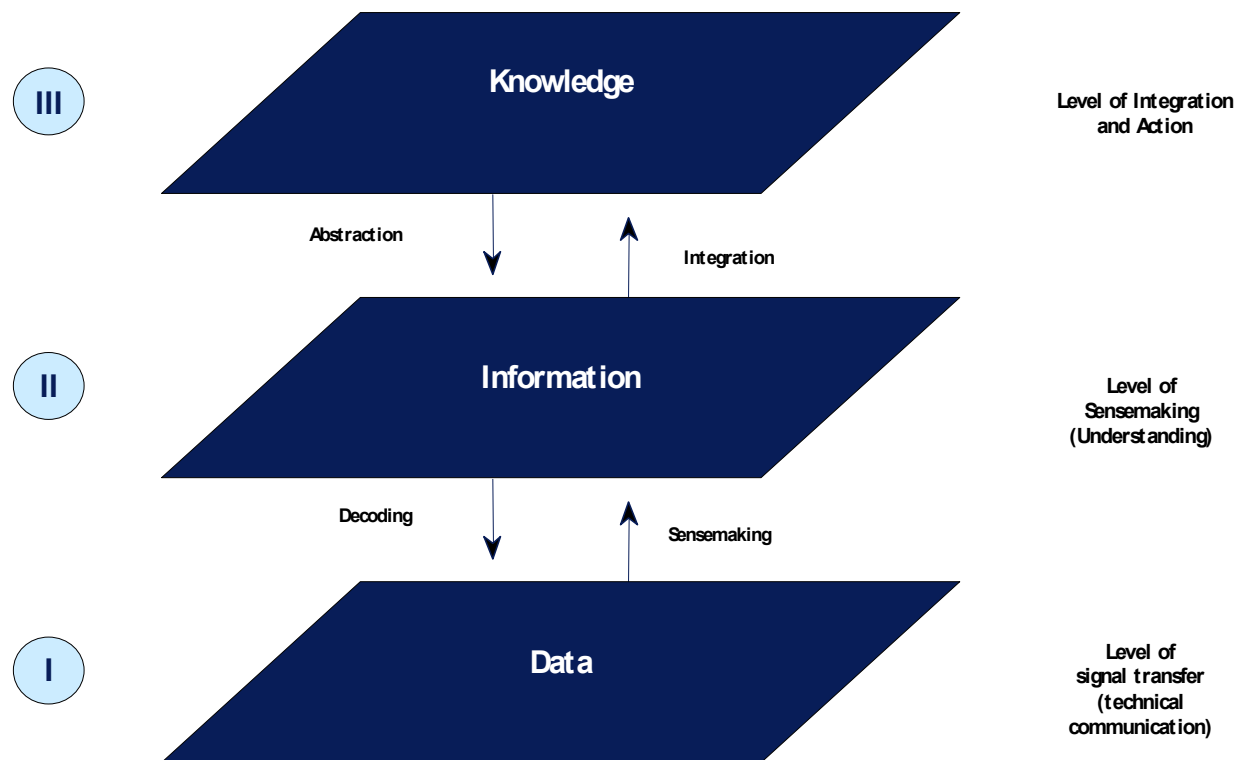 Knowledge
III
Level of Integration
and Action
Abstraction
Integration
Information
II
Level of
Sensemaking
(Understanding)
Decoding
Sensemaking
Data
I
Level of
signal transfer
(technical
communication)